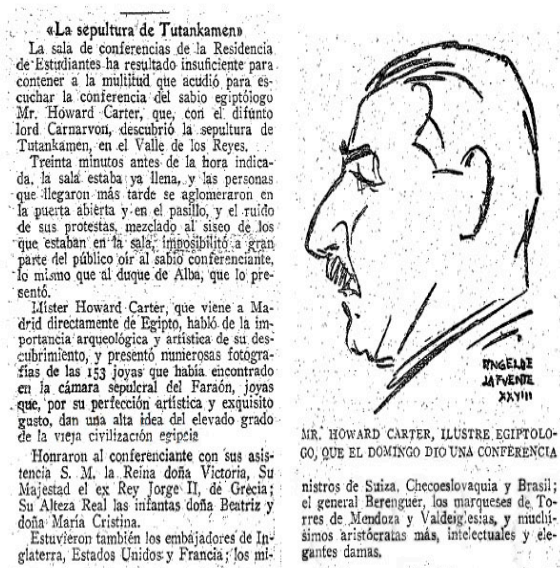 «La sepultura de Tutankamen»
La sala de conferencias de la Residencia
de Estudiantes ha resultado insuficiente para
contener a la multitud que acudió para es-
cuchar la conferencia del sabio egiptólogo
Mr. Howard Carter, que, con el difunto
lord Carnarvon, descubrió la sepultura de
Tutankamen, en el Valle de los Reyes.
Treinta minutos antes de la hora indica-
da, la sala estaba ya llena, y las personas
que llegaron más tarde se aglomeraron en
la puerta abierta y en el pasillo, y el ruido
de sus protestas, mezclado al siseo de los
que estaban en la sala, imposibilitó a gran
parte del público oír al sabio conferenciante,
lo mismo que al duque de Alba, que lo pre-
sentó.
Míster Howard Carter, que viene a Ma-
drid directamente de Egipto, habló de la im-
portancia arqueológica y artística de su des-
cubrimiento, y presentó numerosas fotogra-
fías de las 153 joyas que había encontrado
en la cámara sepulcral del Faraón, joyas
que, por su perfección artística y exquisito
gusto, dan una alta idea del elevado grado
de la vieja civilización egipcia
Honraron al conferenciante con sus asis-
tencia S. M. la Reina doña Victoria, Su
Majestad el ex Rey Jorge II, de Grecia;
Su Alteza Real las infantas doña Beatriz y
doña María Cristina.
Estuvieron también los embajadores de In-
glaterra, Estados Unidos y Francia; los mi-
ANGEL DE
LA FUENTE
XXVIII
MR. HOWARD CARTER, ILUSTRE EGIPTOLO-
GO, QUE EL DOMINGO DIO UNA CONFERENCIA
nistros de Suiza, Checoeslovaquia y Brasil;
el general Berenguer, los marqueses de To-
rres de Mendoza y Valdeiglesias, y muchí-
simos aristócratas más, intelectuales y ele-
gantes damas.